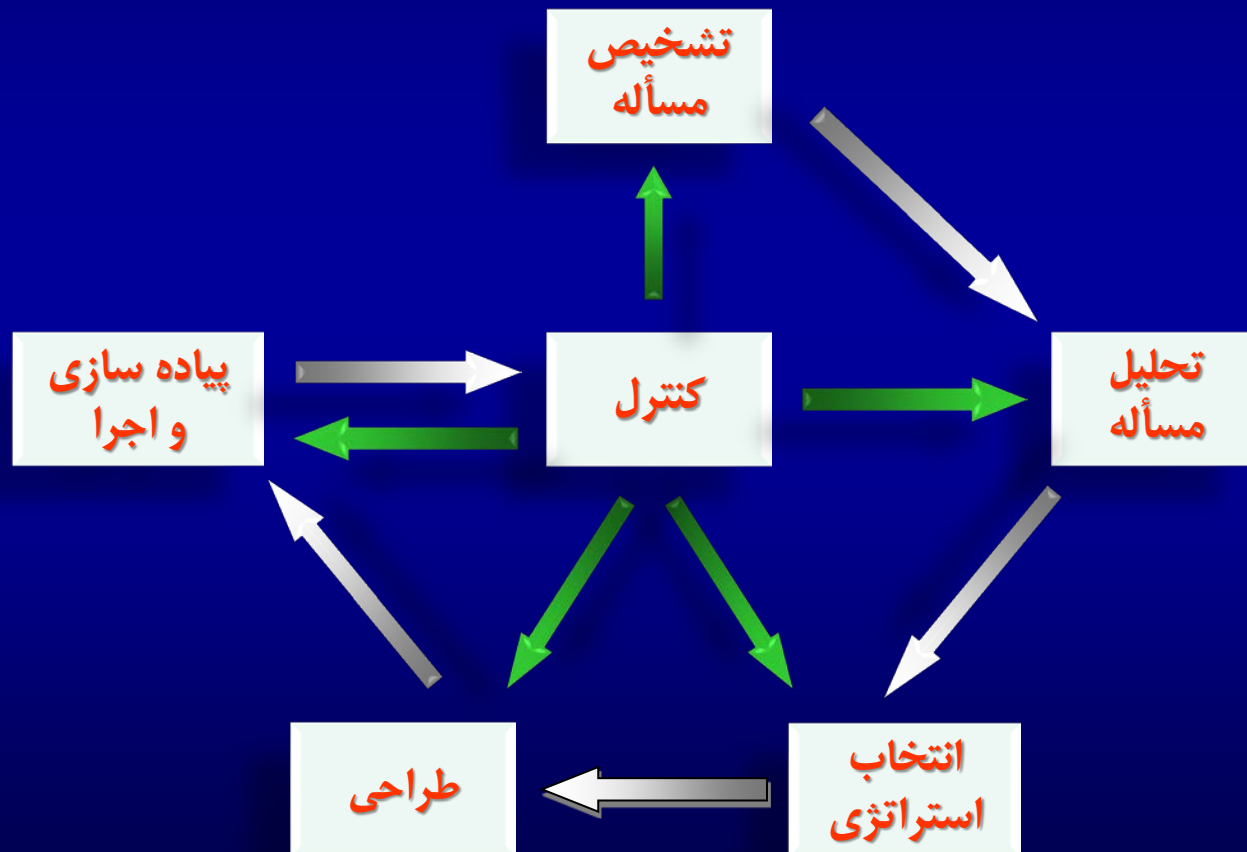 تشخیص
مسأله
پیاده سازی
و اجرا
کنترل
تحلیل
مسأله
طراحی
انتخاب
استراتژی